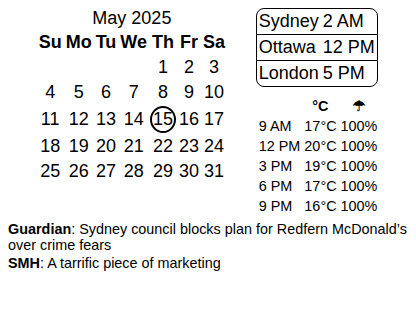 May 2025
Su Mo Tu We Th Fr Sa
1 2 3
4 5 6 7 8 9 10
11 12 13 14 15 16 17
18 19 20 21 22 23 24
25 26 27 28 29 30 31
Sydney 2 AM
Ottawa 12 PM
London 5 PM
°C ☂
9 AM 17°C 100%
12 PM 20°C 100%
3 PM 19°C 100%
6 PM 17°C 100%
9 PM 16°C 100%
Guardian: Sydney council blocks plan for Redfern McDonald’s
over crime fears
SMH: A tarrific piece of marketing